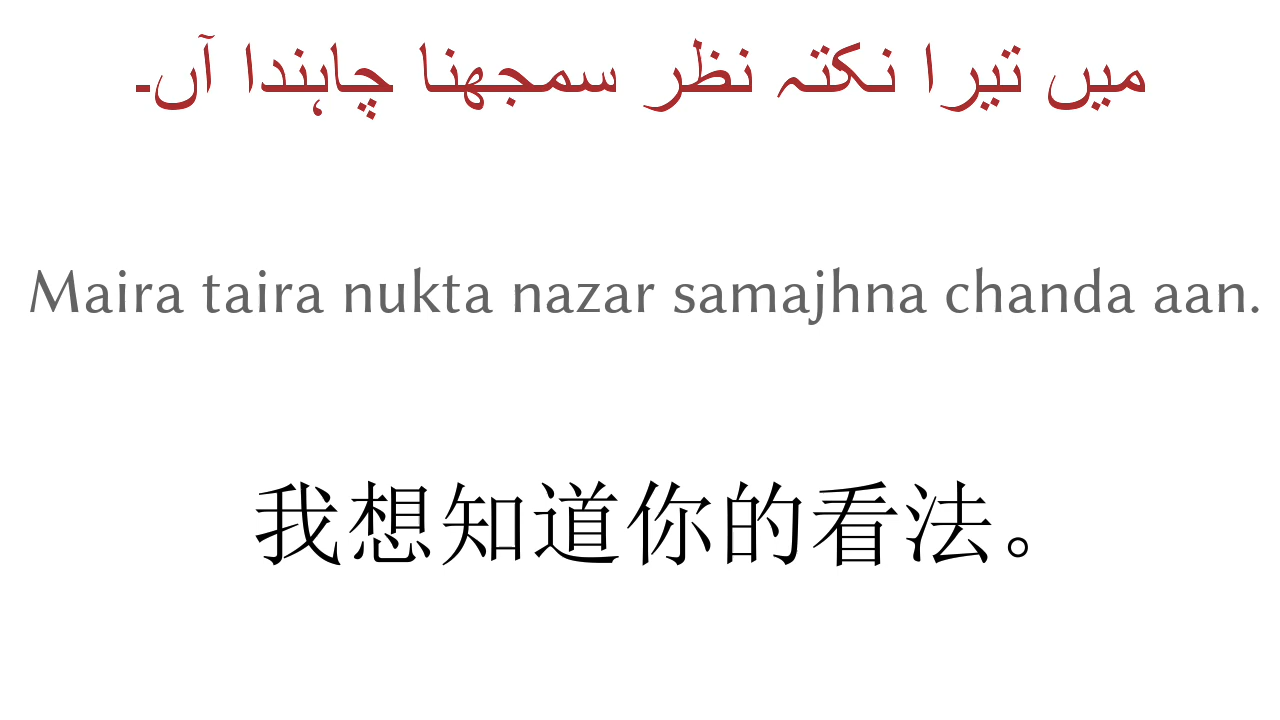 میں تیرا نکتہ نظر سمجھنا چاہندا آں۔
Maira taira nukta nazar samajhna chanda aan.
我想知道你的看法。